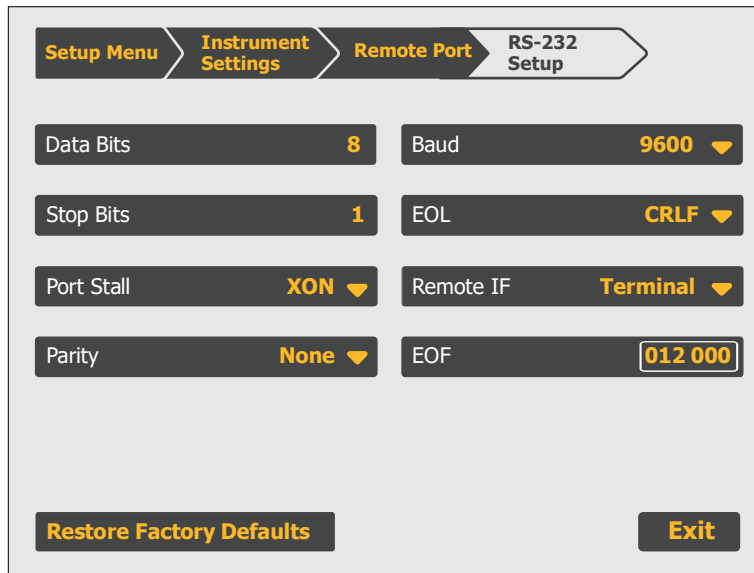 Setup Menu
Instrument
Settings
Remote Port
RS-232
Setup
Data Bits 8
Baud 9600
Stop Bits 1
EOL CRLF
Port Stall XON
Remote IF Terminal
Parity None
EOF 012 000
Restore Factory Defaults
Exit